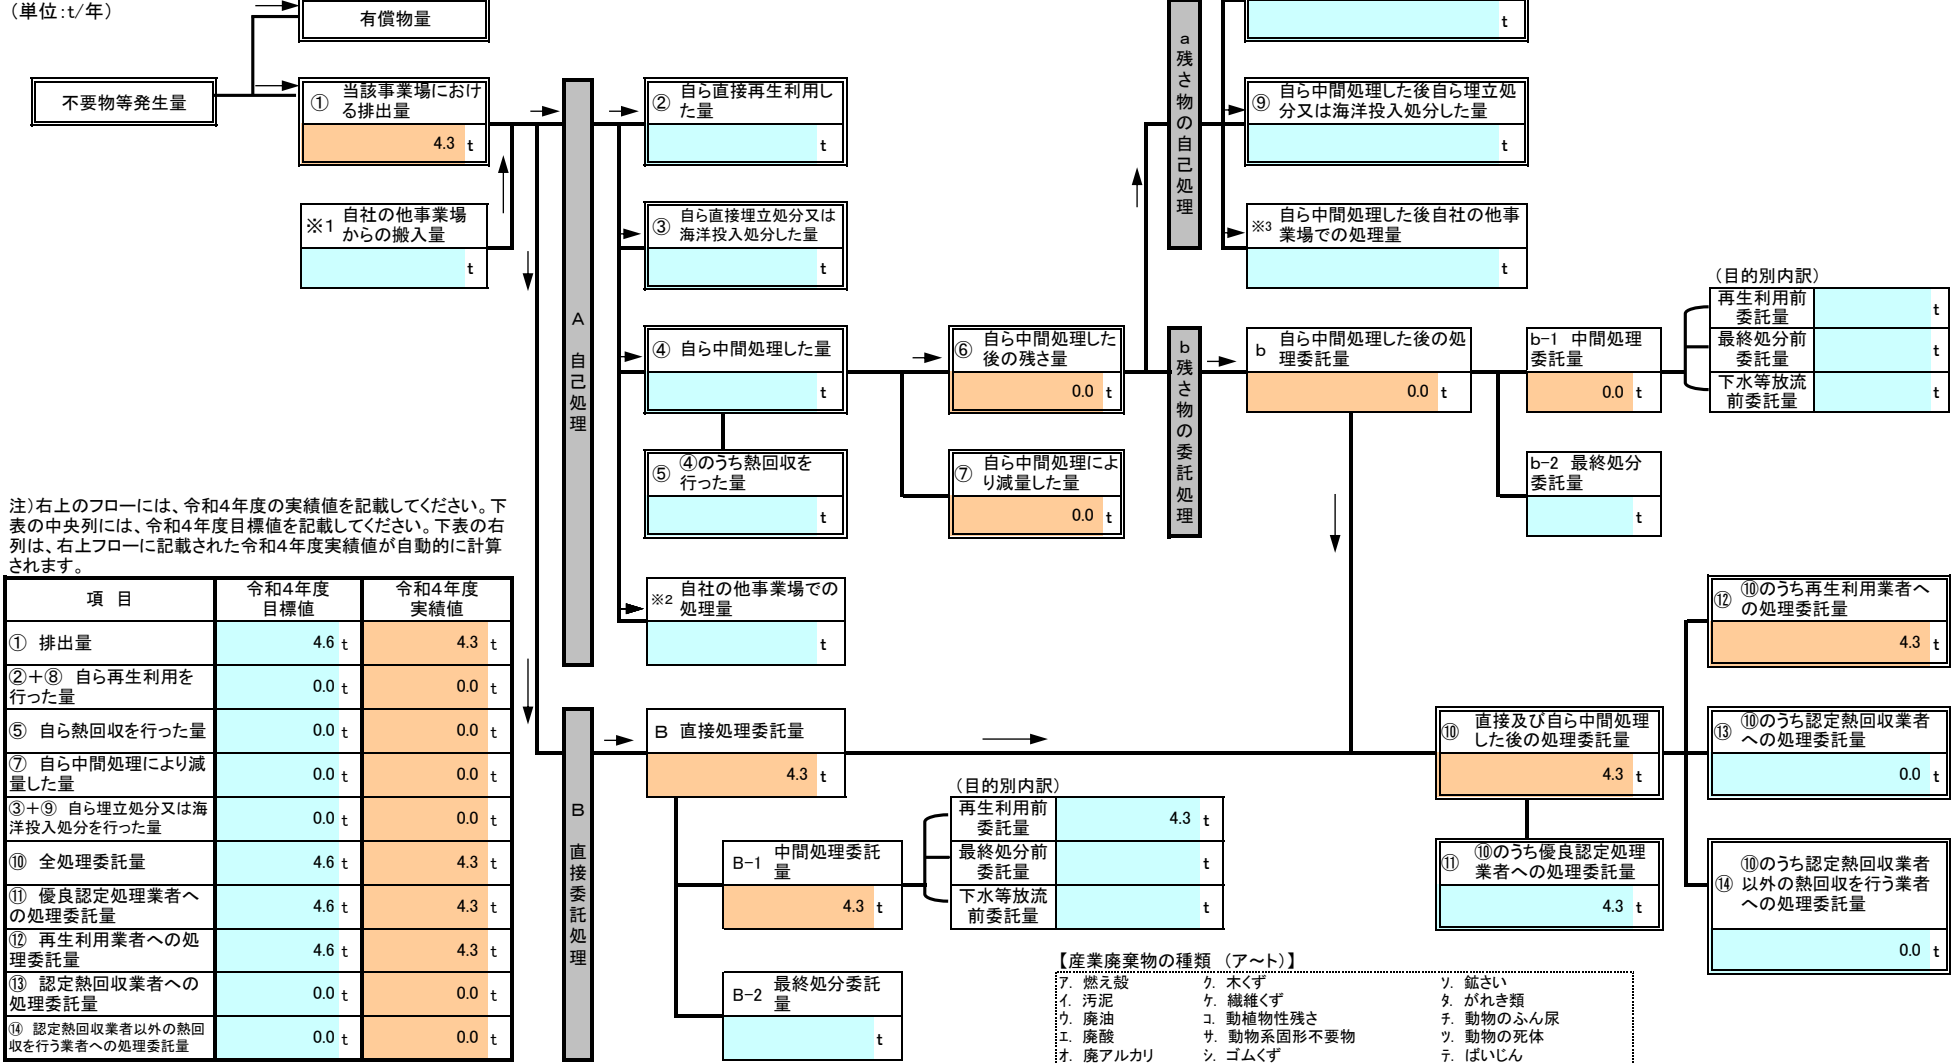 （単位：t/年）
有償物量
不要物等発生量
① 当該事業場におけ
る排出量
4.3 t
※1 自社の他事業場
からの搬入量
t
A 自己処理
② 自ら直接再生利用し
た量
t
③ 自ら直接埋立処分又は
海洋投入処分した量
t
④ 自ら中間処理した量
t
⑤ ④のうち熱回収を
行った量
t
※2 自社の他事業場での
処理量
t
⑥ 自ら中間処理した
後の残さ量
0.0 t
⑦ 自ら中間処理によ
り減量した量
0.0 t
a残さ物の自己処理
t
⑨ 自ら中間処理した後自ら埋立処
分又は海洋投入処分した量
t
※3 自ら中間処理した後自社の他事
業場での処理量
t
b残さ物の委託処理
b 自ら中間処理した後の処
理委託量
0.0 t
b-1 中間処理
委託量
0.0 t
（目的別内訳）
再生利用前
委託量
t
最終処分前
委託量
t
下水等放流
前委託量
t
b-2 最終処分
委託量
t
注）右上のフローには、令和４年度の実績値を記載してください。下
表の中央列には、令和４年度目標値を記載してください。下表の右
列は、右上フローに記載された令和４年度実績値が自動的に計算
されます。
項 目
令和４年度
目標値
令和４年度
実績値
① 排出量 4.6 t 4.3 t
②＋⑧ 自ら再生利用を
行った量 0.0 t 0.0 t
⑤ 自ら熱回収を行った量 0.0 t 0.0 t
⑦ 自ら中間処理により減
量した量 0.0 t 0.0 t
③＋⑨ 自ら埋立処分又は海
洋投入処分を行った量 0.0 t 0.0 t
⑩ 全処理委託量 4.6 t 4.3 t
⑪ 優良認定処理業者へ
の処理委託量 4.6 t 4.3 t
⑫ 再生利用業者への処
理委託量 4.6 t 4.3 t
⑬ 認定熱回収業者への
処理委託量 0.0 t 0.0 t
⑭ 認定熱回収業者以外の熱回
収を行う業者への処理委託量 0.0 t 0.0 t
B 直接委託処理
B 直接処理委託量
4.3 t
B-1 中間処理委託
量
4.3 t
（目的別内訳）
再生利用前
委託量
4.3 t
最終処分前
委託量
t
下水等放流
前委託量
t
B-2 最終処分委託
量
t
⑩ 直接及び自ら中間処理
した後の処理委託量
4.3 t
⑪ ⑩のうち優良認定処理
業者への処理委託量
4.3 t
⑫ ⑩のうち再生利用業者へ
の処理委託量
4.3 t
⑬ ⑩のうち認定熱回収業者
への処理委託量
0.0 t
⑭ ⑩のうち認定熱回収業者
以外の熱回収を行う業者
への処理委託量
0.0 t
【産業廃棄物の種類 （ア～ト）】
ア. 燃え殻 ク. 木くず ソ. 鉱さい
イ. 汚泥 ケ. 繊維くず タ. がれき類
ウ. 廃油 コ. 動植物性残さ チ. 動物のふん尿
エ. 廃酸 サ. 動物系固形不要物 ツ. 動物の死体
オ. 廃アルカリ シ. ゴムくず テ. ばいじん